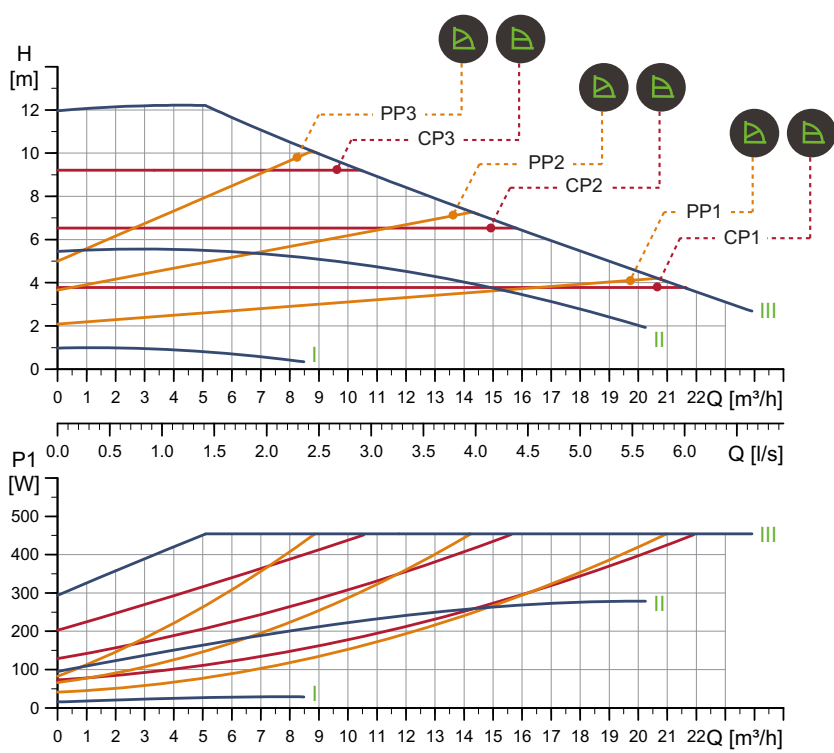 H
[m]
12
10
8
6
4
2
0
PP3
CP3
PP2
CP2
PP1
CP1
I
II
III
0 1 2 3 4 5 6 7 8 9 10 11 12 13 14 15 16 17 18 19 20 21 22 Q [m³/h]
0.0 0.5 1.0 1.5 2.0 2.5 3.0 3.5 4.0 4.5 5.0 5.5 6.0 Q [l/s]
P1
[W]
500
400
300
200
100
0
III
II
I
0 1 2 3 4 5 6 7 8 9 10 11 12 13 14 15 16 17 18 19 20 21 22 Q [m³/h]